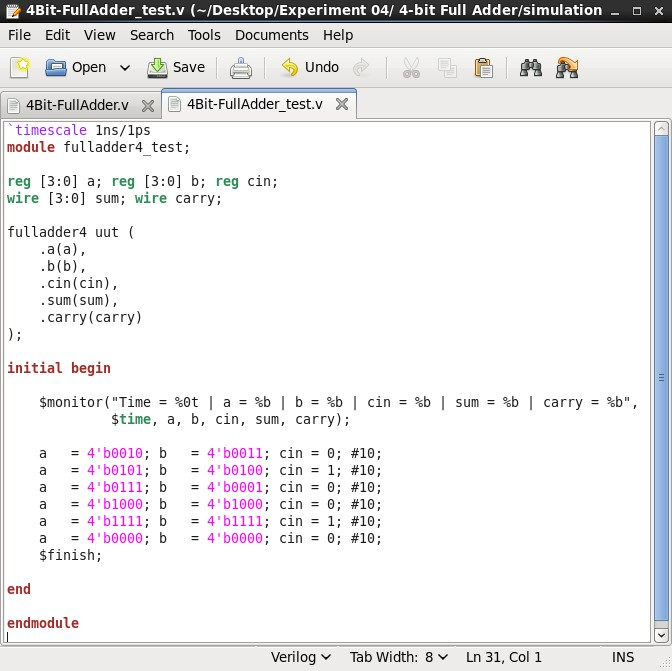 4Bit-FullAdder_test.v (~/Desktop/Experiment 04/ 4-bit Full Adder/simulation
File Edit View Search Tools Documents Help
Open Save Undo
4Bit-FullAdder.v 4Bit-FullAdder_test.v
`timescale 1ns/1ps
module fulladder4_test;
reg [3:0] a; reg [3:0] b; reg cin;
wire [3:0] sum; wire carry;
fulladder4 uut (
    .a(a),
    .b(b),
    .cin(cin),
    .sum(sum),
    .carry(carry)
);
initial begin
    $monitor("Time = %0t | a = %b | b = %b | cin = %b | sum = %b | carry = %b",
             $time, a, b, cin, sum, carry);
    a   = 4'b0010; b   = 4'b0011; cin = 0; #10;
    a   = 4'b0101; b   = 4'b0100; cin = 1; #10;
    a   = 4'b0111; b   = 4'b0001; cin = 0; #10;
    a   = 4'b1000; b   = 4'b1000; cin = 0; #10;
    a   = 4'b1111; b   = 4'b1111; cin = 1; #10;
    a   = 4'b0000; b   = 4'b0000; cin = 0; #10;
    $finish;
end
endmodule
Verilog Tab Width: 8 Ln 31, Col 1 INS